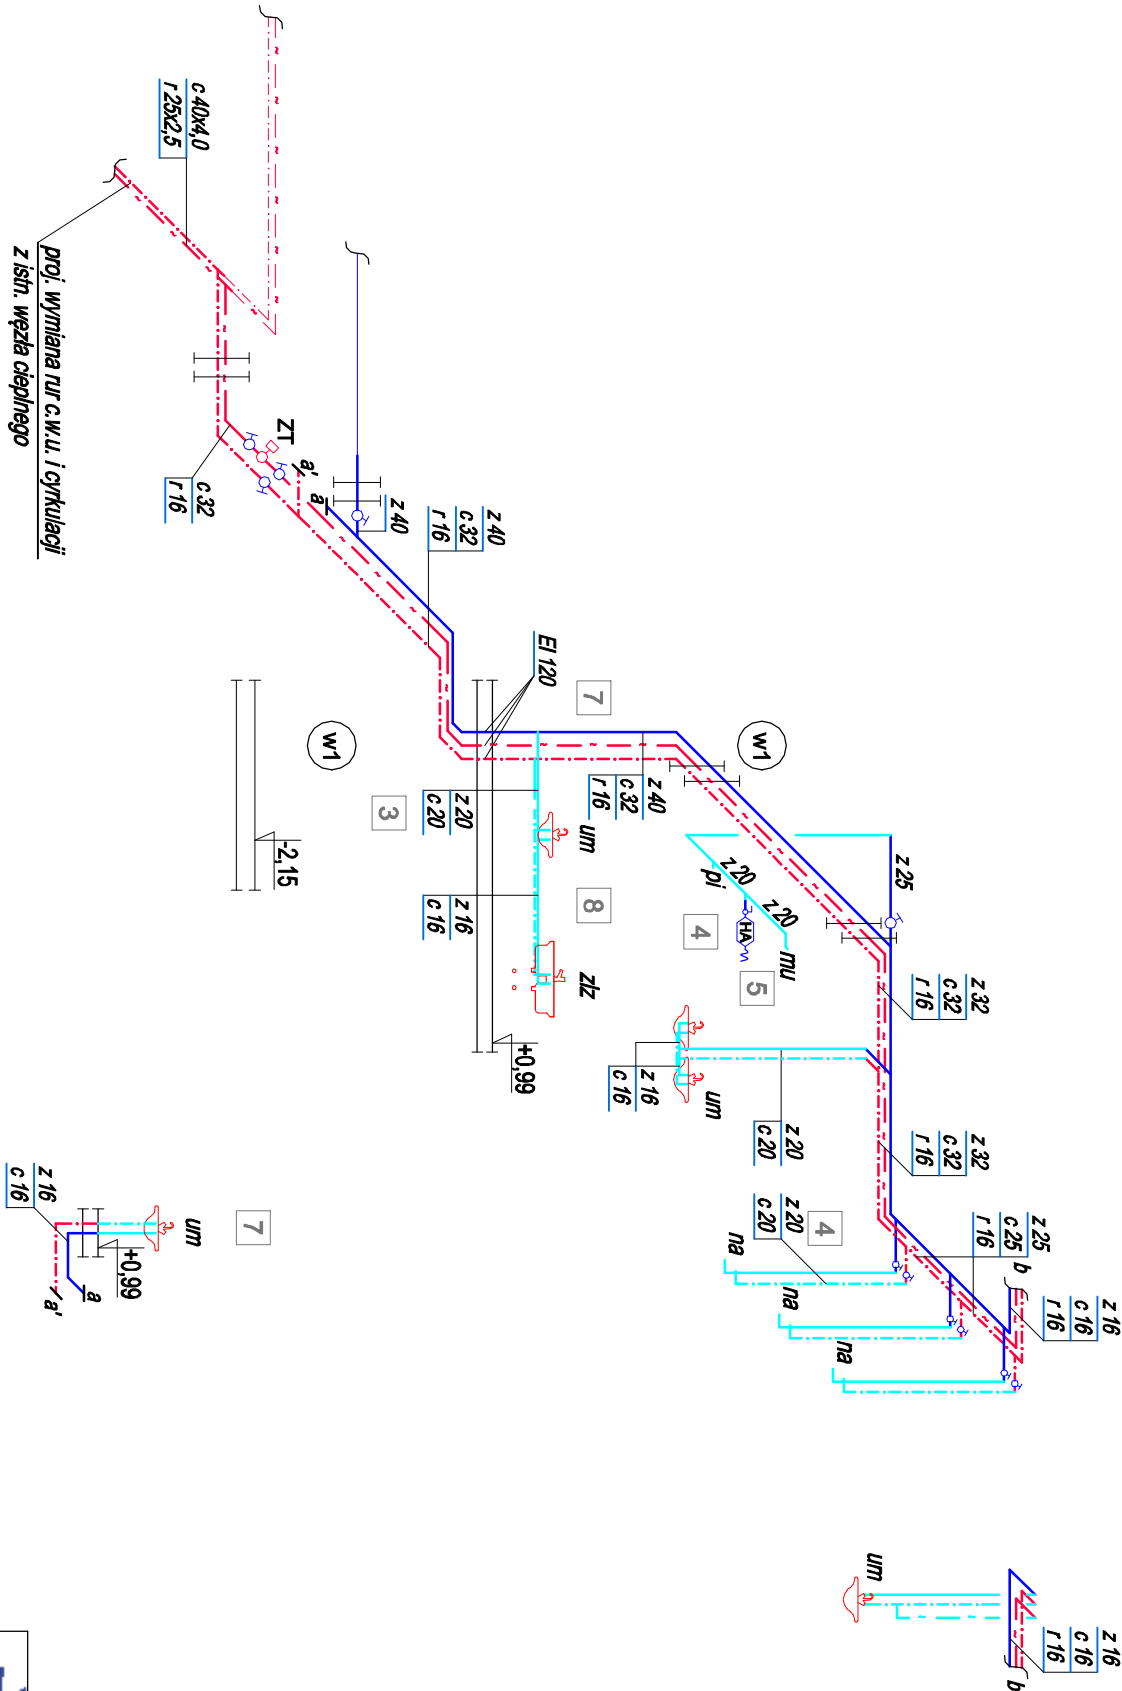 c 40x4,0
r 25x2,5
proj. wymiana rur c.w.u. i cyrkulacji
z istn. węzła cieplnego
c 32
r 16
ZT
a'
a
z 40
z 40
c 32
r 16
EI 120
7
w1
w1
-2,15
3
z 20
c 20
um
z 40
c 32
r 16
8
z 16
c 16
zlz
+0,99
z 25
z 20
pi
z 20
HA
mu
4
5
z 32
c 32
r 16
z 16
c 16
um
z 20
c 20
z 32
c 32
r 16
4
z 20
c 20
na
na
na
z 25
c 25
r 16
b
z 16
c 16
r 16
7
um
z 16
c 16
+0,99
a
a'
um
z 16
c 16
r 16
b